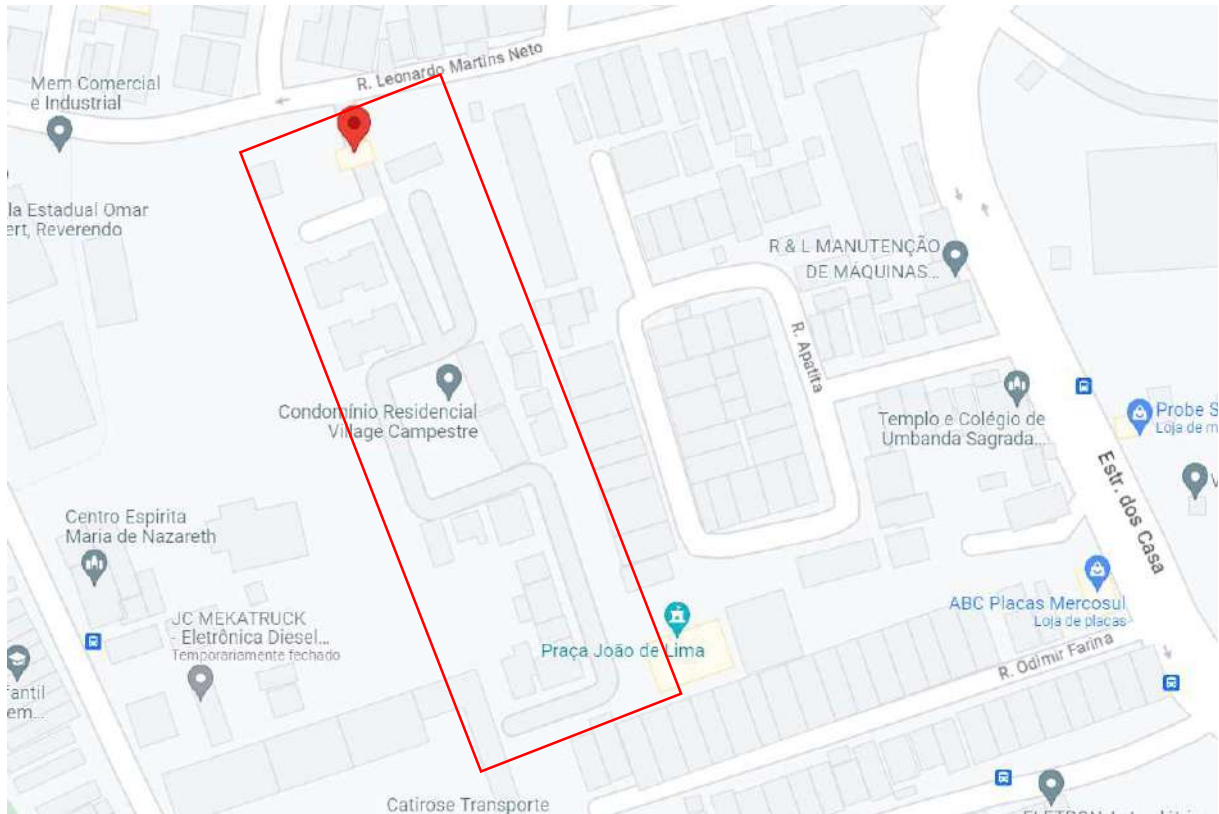 R. Leonardo Martins Neto
Mem Comercial
e Industrial
la Estadual Omar
ert, Reverendo
R & L MANUTENÇÃO
DE MÁQUINAS...
R. Apatita
Condomínio Residencial
Village Campestre
Templo e Colégio de
Umbanda Sagrada...
Probe S
Loja de m
Estr. dos Casa
V
Centro Espirita
Maria de Nazareth
JC MEKATRUCK
- Eletrônica Diesel...
Temporariamente fechado
ABC Placas Mercosul
Loja de placas
Praça João de Lima
R. Odimir Farina
fantil
em...
Catirose Transporte